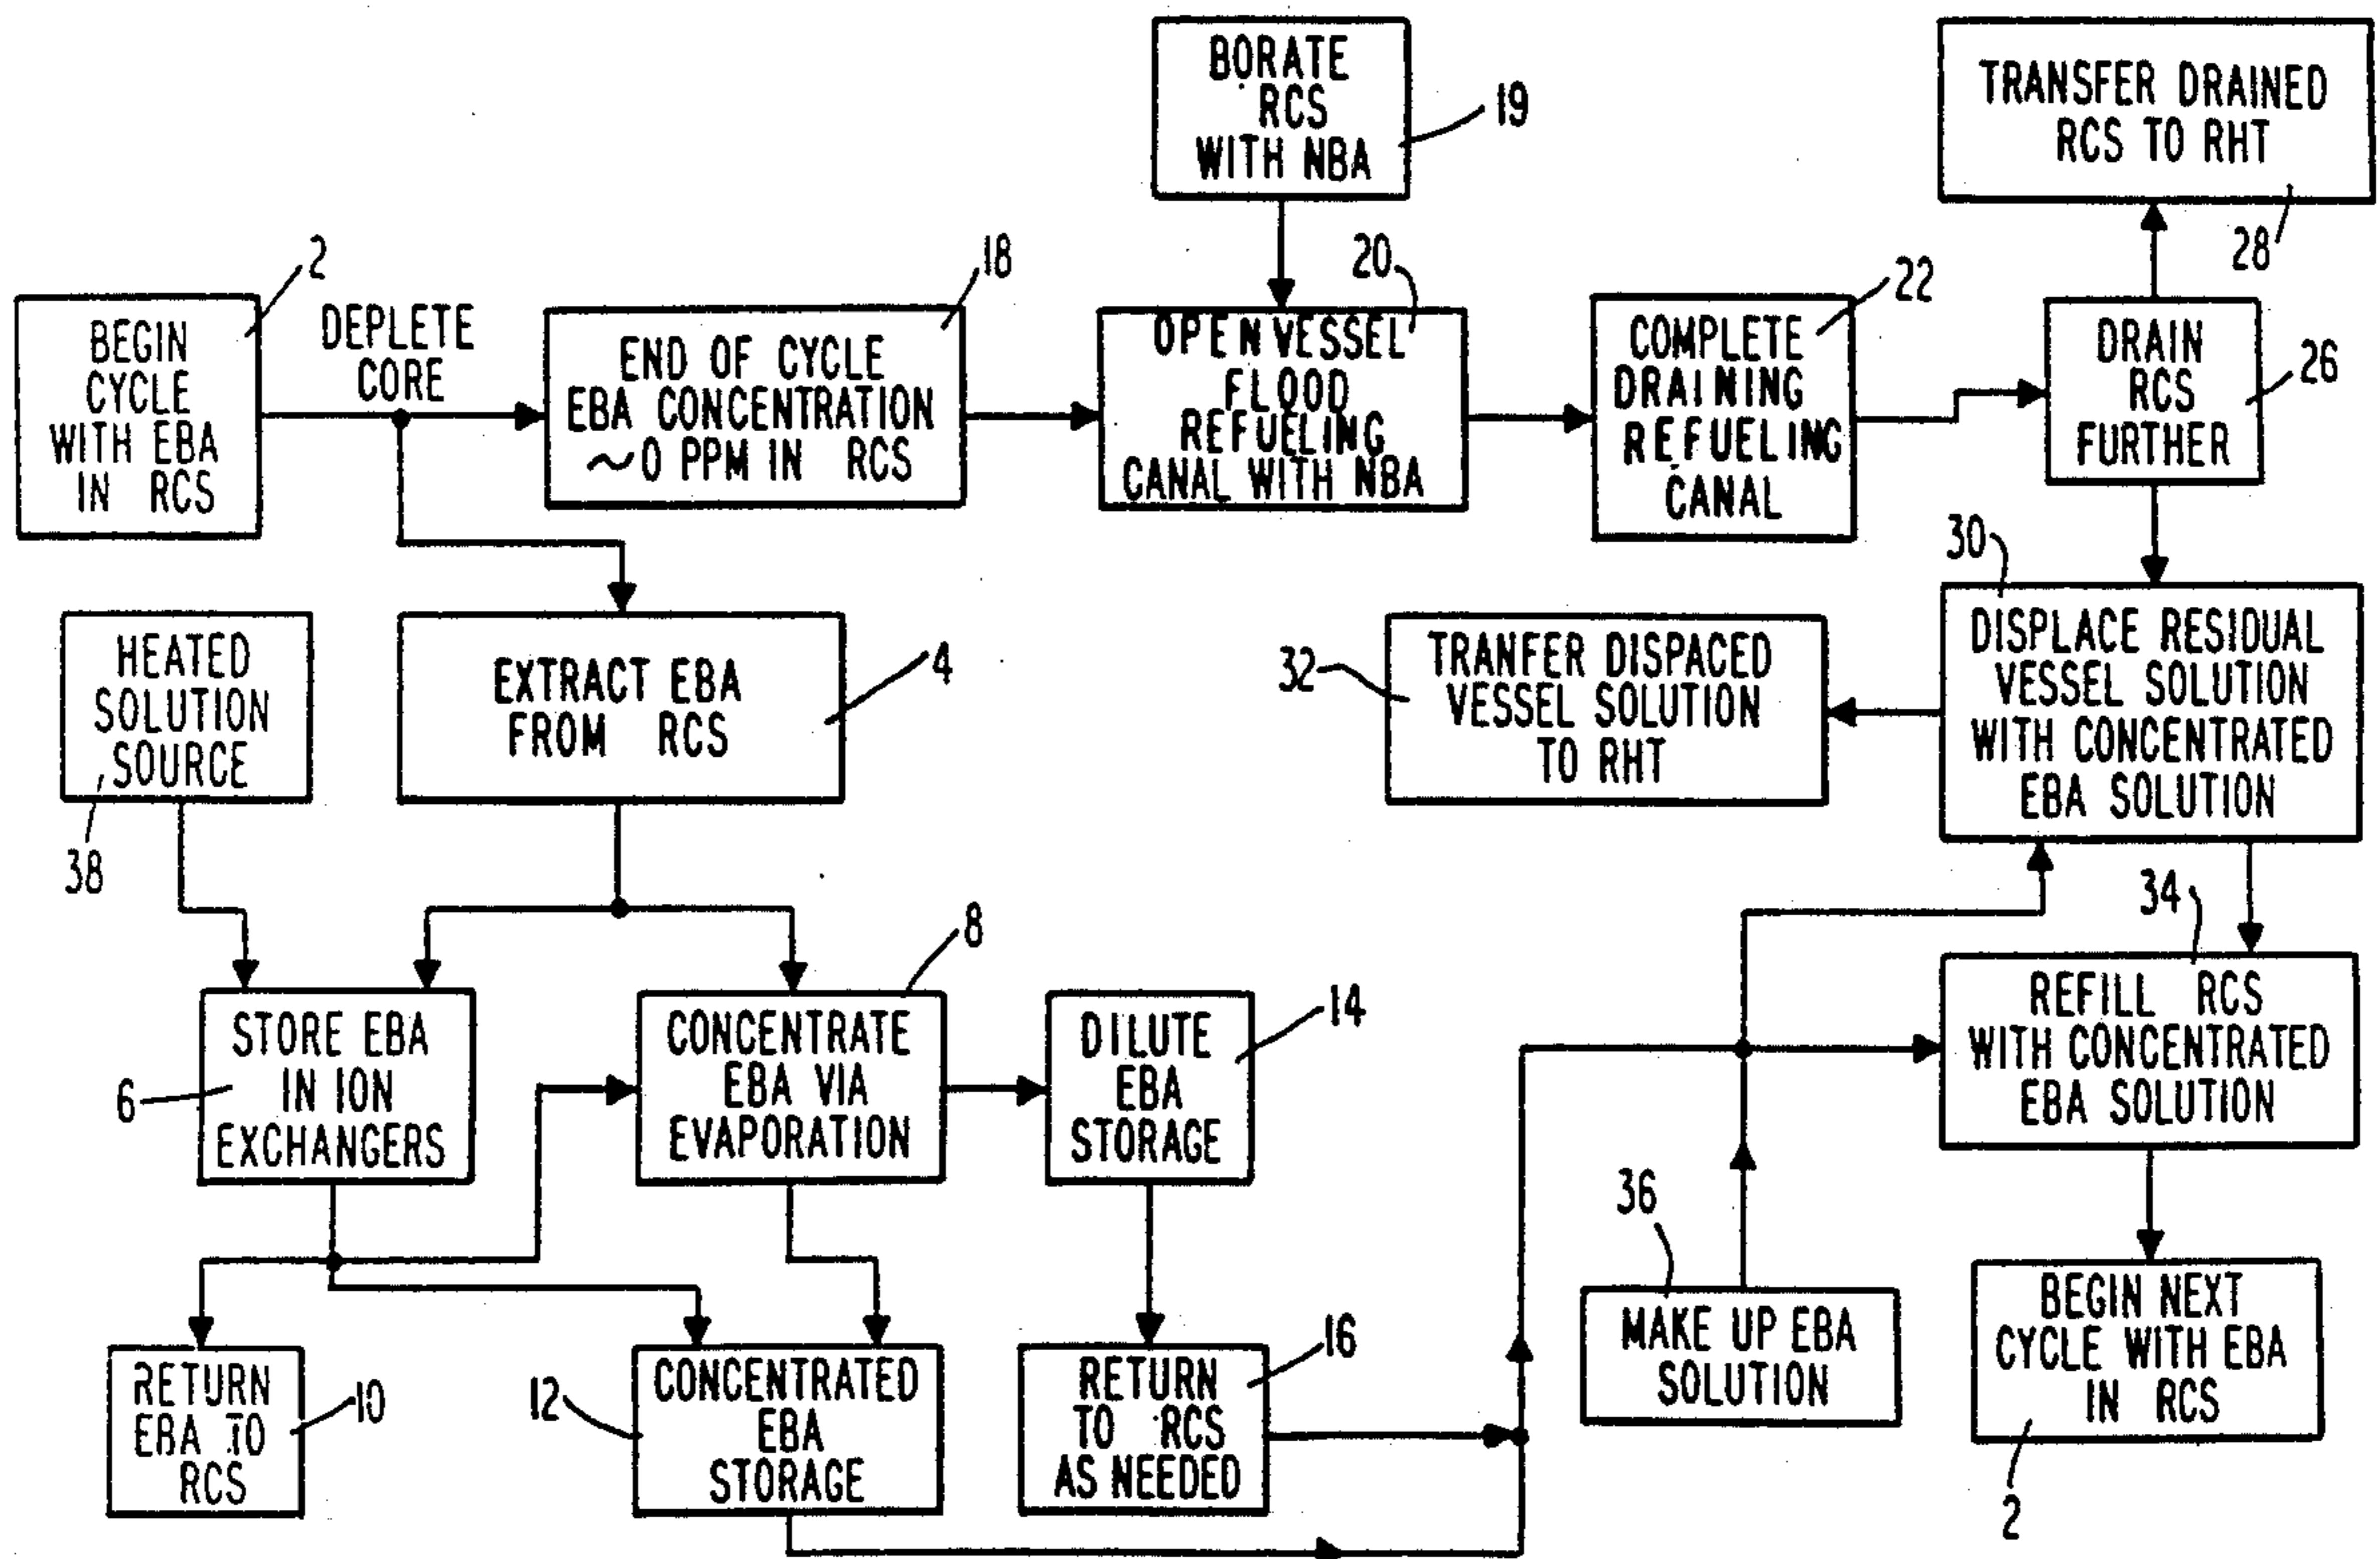 BORATE
RCS
WITH NBA
19
TRANSFER DRAINED
RCS TO RHT
28
2
BEGIN
CYCLE
WITH EBA
IN RCS
DEPLETE
CORE
18
END OF CYCLE
EBA CONCENTRATION
~0 PPM IN RCS
20
OPEN VESSEL
FLOOD
REFUELING
CANAL WITH NBA
22
COMPLETE
DRAINING
REFUELING
CANAL
DRAIN
RCS
FURTHER
26
HEATED
SOLUTION
SOURCE
38
EXTRACT EBA
FROM RCS
4
32
TRANFER DISPACED
VESSEL SOLUTION
TO RHT
30
DISPLACE RESIDUAL
VESSEL SOLUTION
WITH CONCENTRATED
EBA SOLUTION
6
STORE EBA
IN ION
EXCHANGERS
8
CONCENTRATE
EBA VIA
EVAPORATION
14
DILUTE
EBA
STORAGE
34
REFILL RCS
WITH CONCENTRATED
EBA SOLUTION
RETURN
EBA TO
RCS
10
12
CONCENTRATED
EBA
STORAGE
16
RETURN
TO RCS
AS NEEDED
36
MAKE UP EBA
SOLUTION
BEGIN NEXT
CYCLE WITH EBA
IN RCS
2